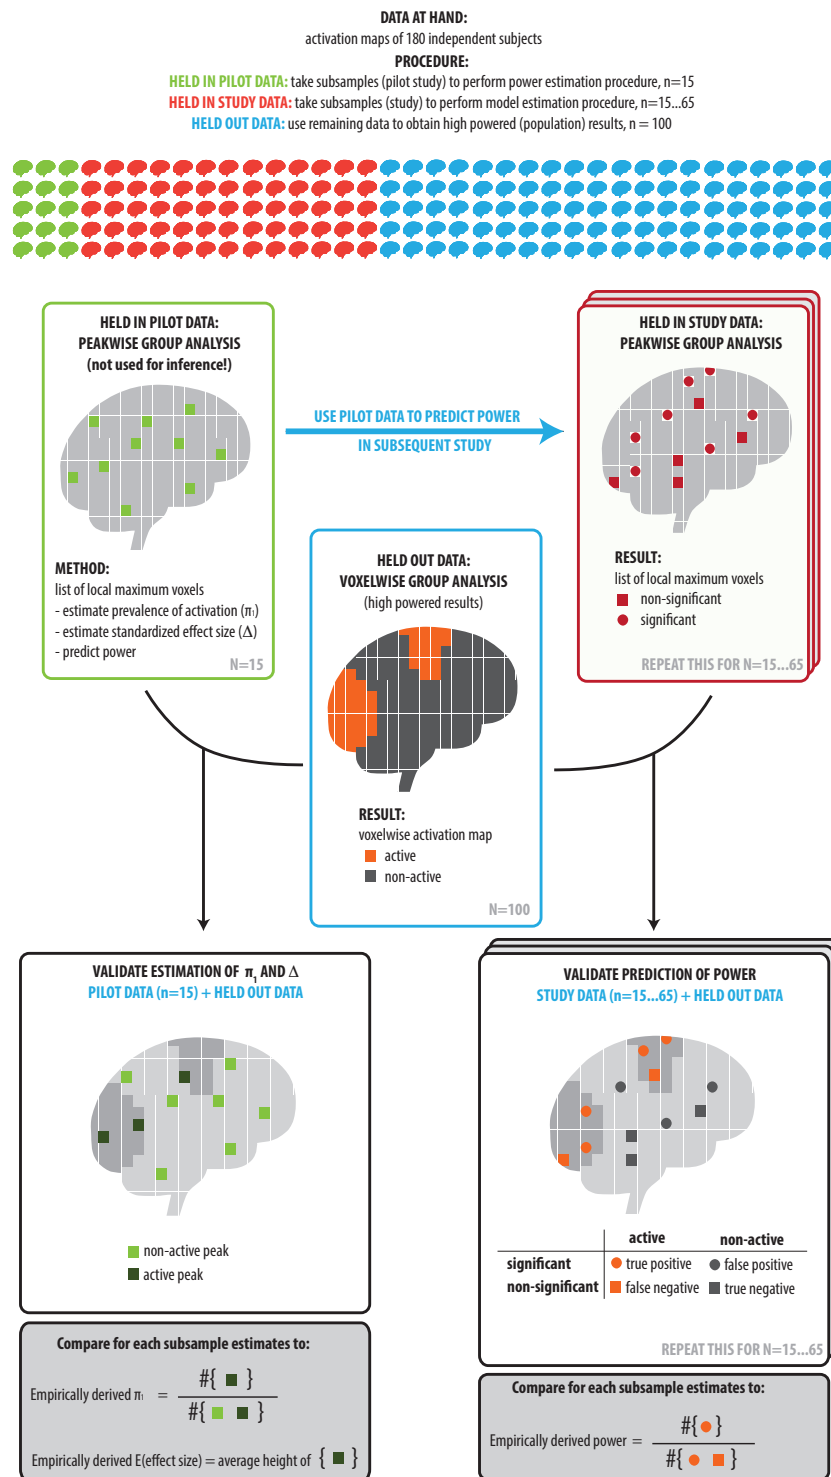 DATA AT HAND:
activation maps of 180 independent subjects
PROCEDURE:
HELD IN PILOT DATA: take subsamples (pilot study) to perform power estimation procedure, n=15
HELD IN STUDY DATA: take subsamples (study) to perform model estimation procedure, n=15...65
HELD OUT DATA: use remaining data to obtain high powered (population) results, n = 100
HELD IN PILOT DATA:
PEAKWISE GROUP ANALYSIS
(not used for inference!)
METHOD:
list of local maximum voxels
- estimate prevalence of activation (π₁)
- estimate standardized effect size (Δ)
- predict power
N=15
USE PILOT DATA TO PREDICT POWER
IN SUBSEQUENT STUDY
HELD IN STUDY DATA:
PEAKWISE GROUP ANALYSIS
RESULT:
list of local maximum voxels
non-significant
significant
REPEAT THIS FOR N=15...65
HELD OUT DATA:
VOXELWISE GROUP ANALYSIS
(high powered results)
RESULT:
voxelwise activation map
active
non-active
N=100
VALIDATE ESTIMATION OF π₁ AND Δ
PILOT DATA (n=15) + HELD OUT DATA
non-active peak
active peak
Compare for each subsample estimates to:
Empirically derived π₁ = #{ ■ }
#{ ■ ■ }
Empirically derived E(effect size) = average height of { ■ }
VALIDATE PREDICTION OF POWER
STUDY DATA (n=15...65) + HELD OUT DATA
active non-active
significant true positive false positive
non-significant false negative true negative
REPEAT THIS FOR N=15...65
Compare for each subsample estimates to:
Empirically derived power = #{ ● }
#{ ● ■ }